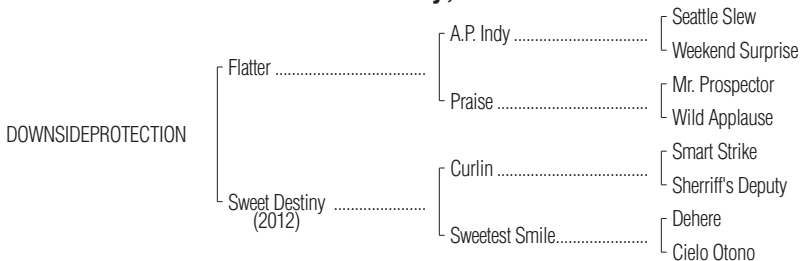 Seattle Slew
A.P. Indy ..................................
Weekend Surprise
Flatter ......................................
Mr. Prospector
Praise ......................................
Wild Applause
DOWNSIDEPROTECTION
Smart Strike
Curlin ......................................
Sherriff's Deputy
Sweet Destiny .......................
(2012)
Dehere
Sweetest Smile.......................
Cielo Otono